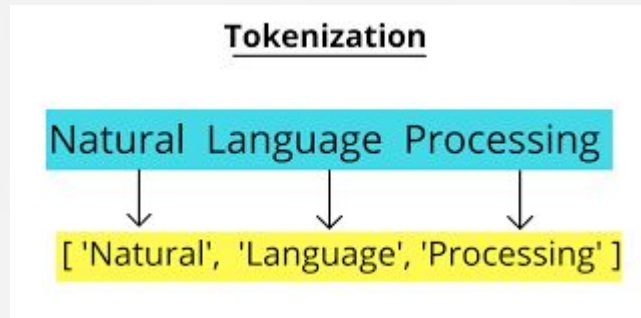 Tokenization
Natural Language Processing
[ 'Natural', 'Language', 'Processing' ]